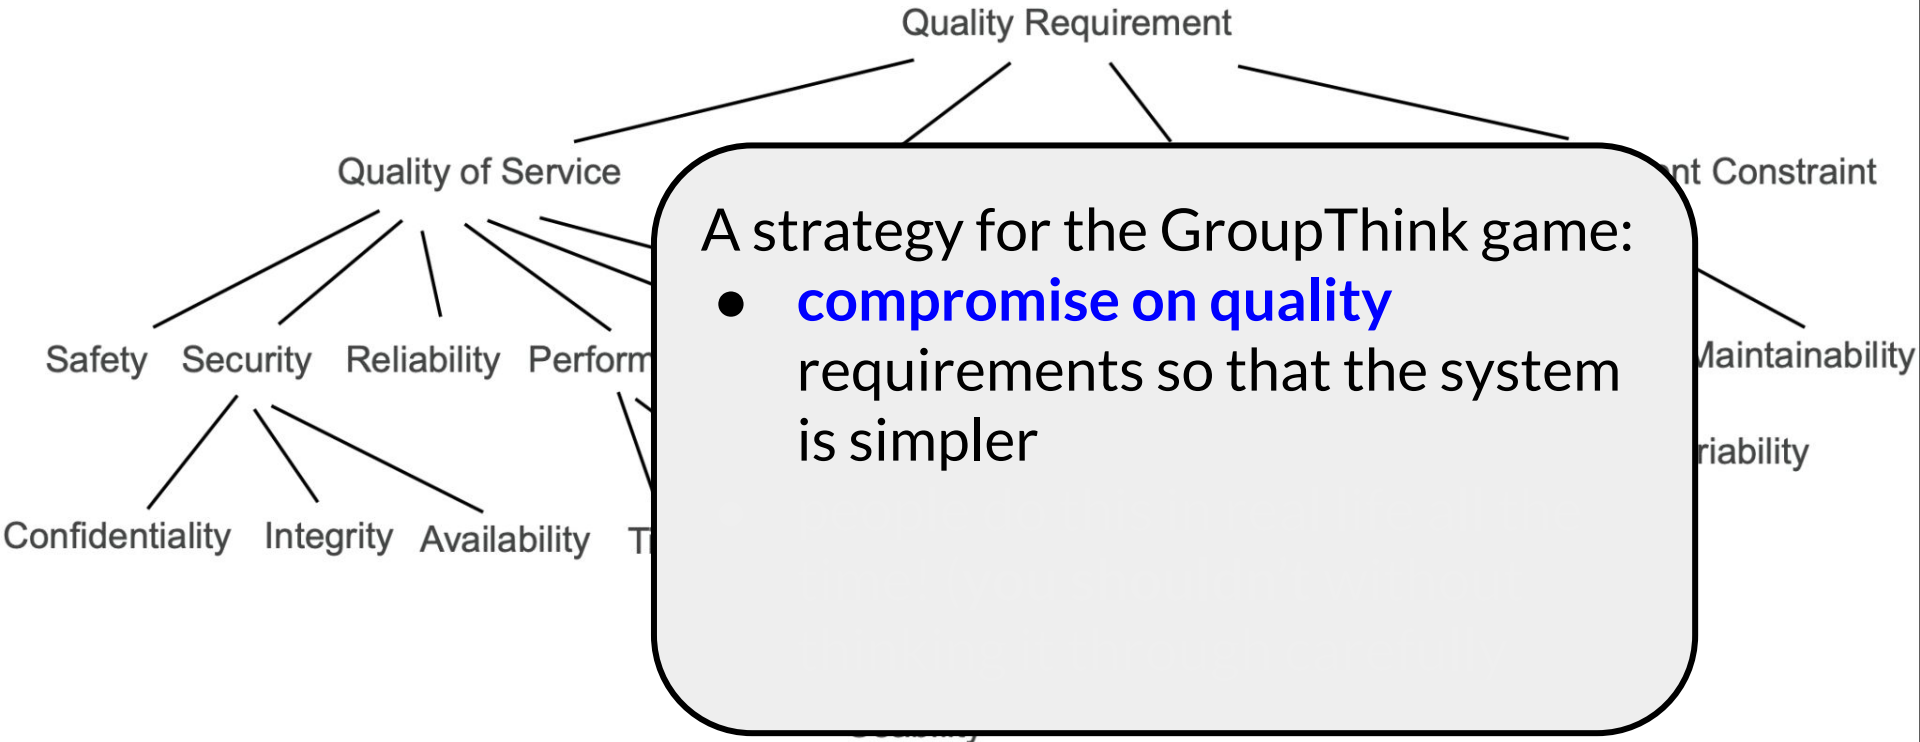 Quality Requirement
Quality of Service
nt Constraint
A strategy for the GroupThink game:
● compromise on quality
requirements so that the system
is simpler
Safety Security Reliability Perform
Maintainability
riability
Confidentiality Integrity Availability Ti